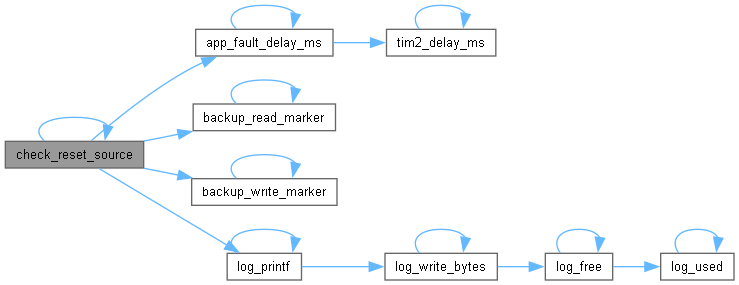 app_fault_delay_ms
tim2_delay_ms
backup_read_marker
check_reset_source
backup_write_marker
log_printf
log_write_bytes
log_free
log_used